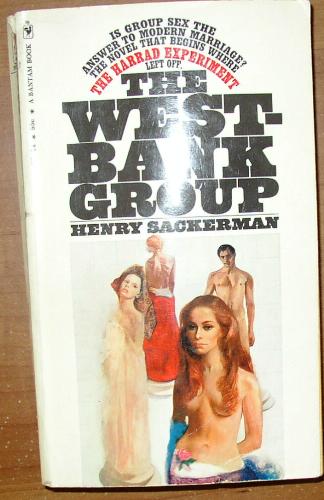 IS GROUP SEX THE
ANSWER TO MODERN MARRIAGE?
THE NOVEL THAT BEGINS WHERE
THE HARRAD EXPERIMENT
LEFT OFF.
THE
WEST-
BANK
GROUP
HENRY SACKERMAN
A BANTAM BOOK